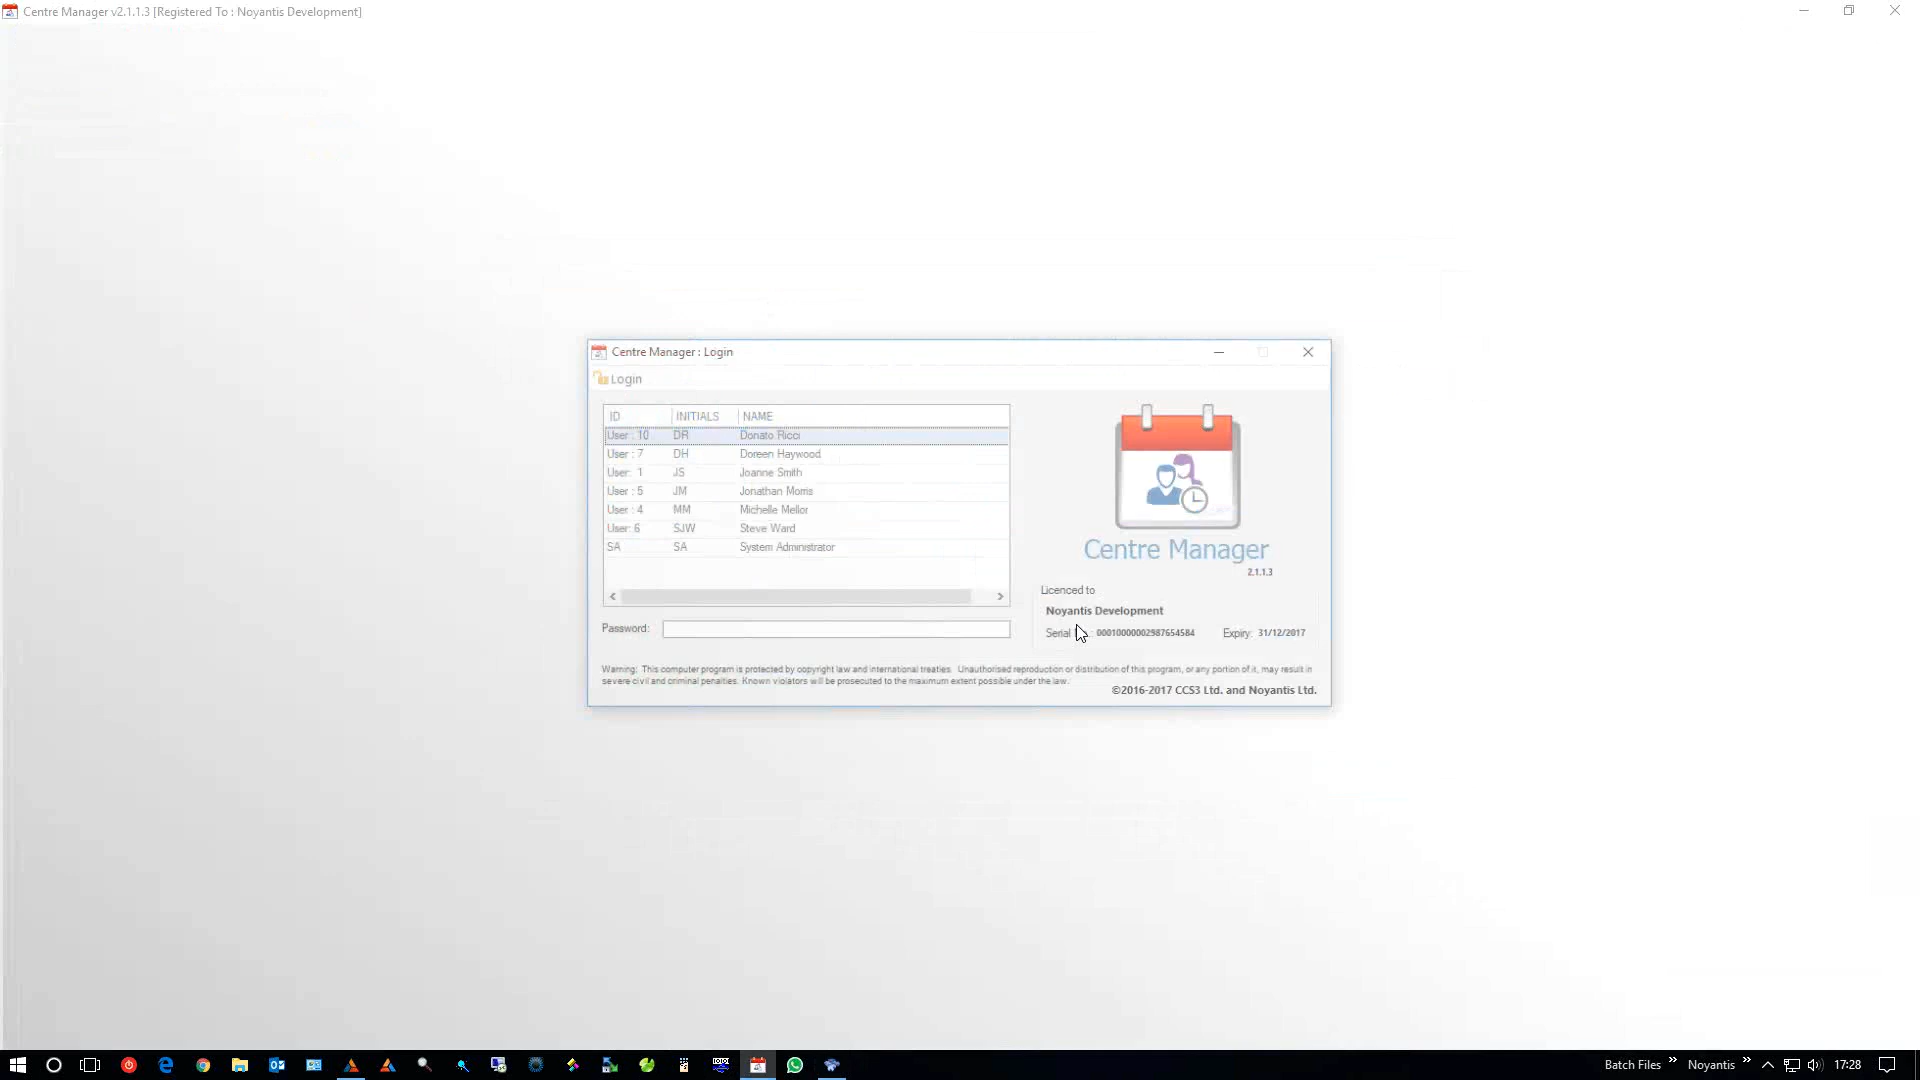 Centre Manager v2.1.1.3 [Registered To : Noyantis Development]
Centre Manager : Login
Login
ID INITIALS NAME
User : 10 DR Donato Ricci
User : 7 DH Doreen Haywood
User: 1 JS Joanne Smith
User : 5 JM Jonathan Morris
User : 4 MM Michelle Mellor
User: 6 SJW Steve Ward
SA SA System Administrator
Password:
Centre Manager
2.1.1.3
Licenced to
Noyantis Development
Serial : 00010000002987654584 Expiry: 31/12/2017
Warning: This computer program is protected by copyright law and international treaties. Unauthorised reproduction or distribution of this program, or any portion of it, may result in
severe civil and criminal penalties. Known violators will be prosecuted to the maximum extent possible under the law.
©2016-2017 CCS3 Ltd. and Noyantis Ltd.
Batch Files » Noyantis » 17:28